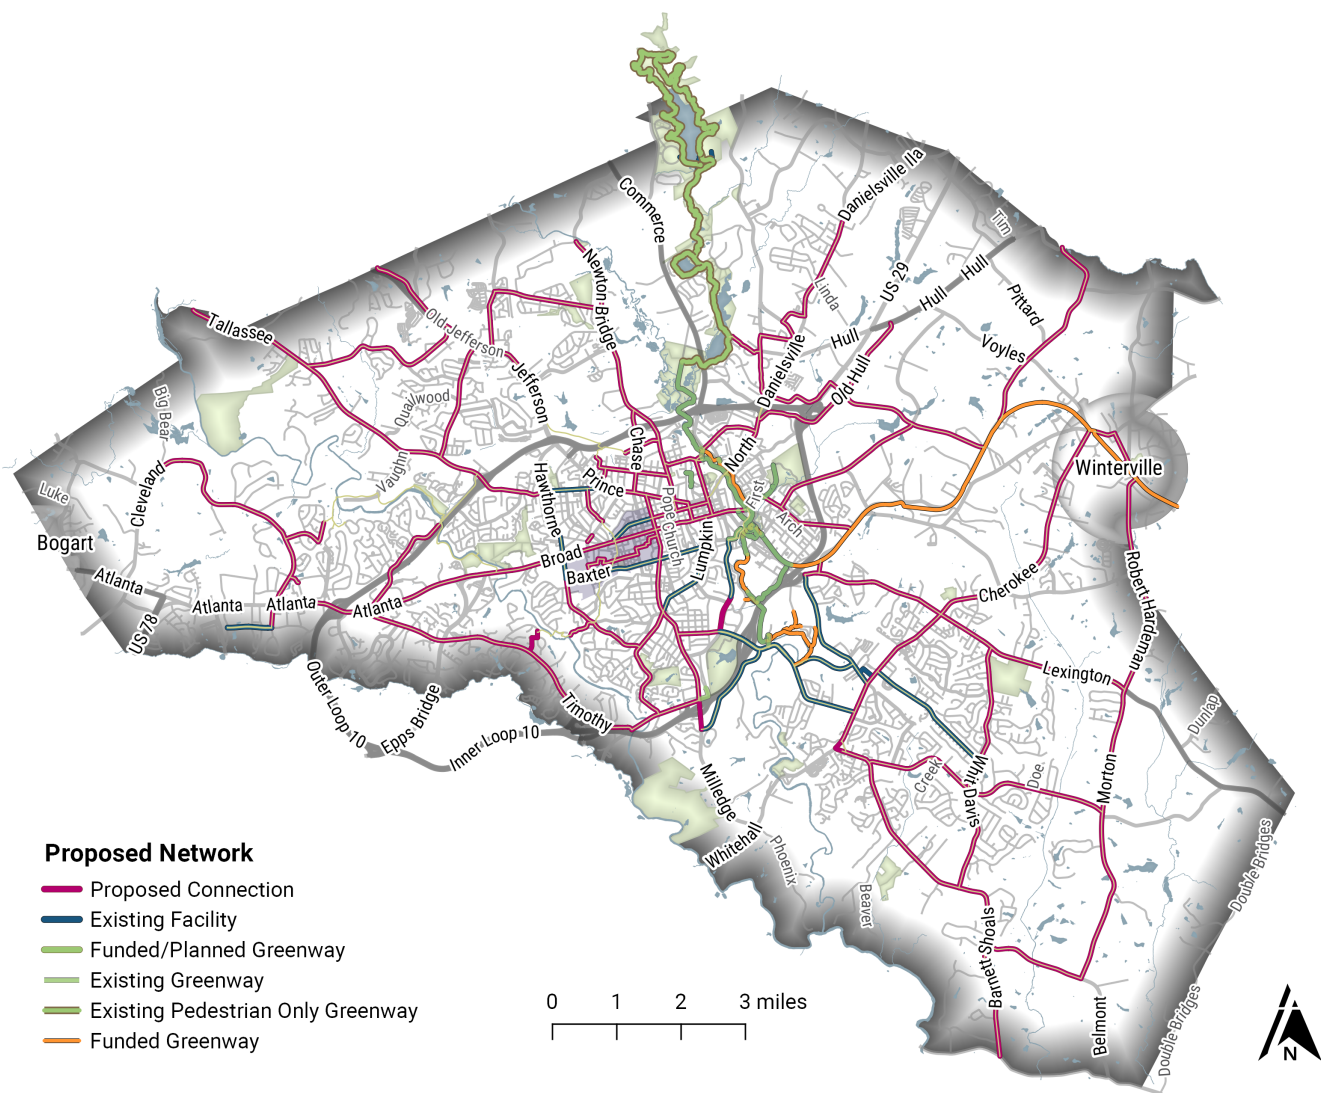 Commerce
Danielsville Ila
Tim
Newton Bridge
US 29
Hull
Hull
Linda
Pittard
Tallassee
Old Jefferson
Hull
Voyles
Jefferson
Danielsville
Old Hull
Big Bear
Chase
North
Vaughn
Winterville
Cleveland
Luke
Hawthorne
Prince
First
Pope
Church
Arch
Bogart
Lumpkin
Broad
Baxter
Atlanta
Atlanta
Atlanta
Atlanta
Cherokee
Robert Hardeman
US 78
Lexington
Outer Loop 10
Epps Bridge
Timothy
Dunlap
Inner Loop 10
Milledge
Creek
Whit Davis
Doe
Morton
Whitehall
Phoenix
Beaver
Double Bridges
Barnett Shoals
Belmont
Double Bridges
Proposed Network
Proposed Connection
Existing Facility
Funded/Planned Greenway
Existing Greenway
Existing Pedestrian Only Greenway
Funded Greenway
0 1 2 3 miles
N